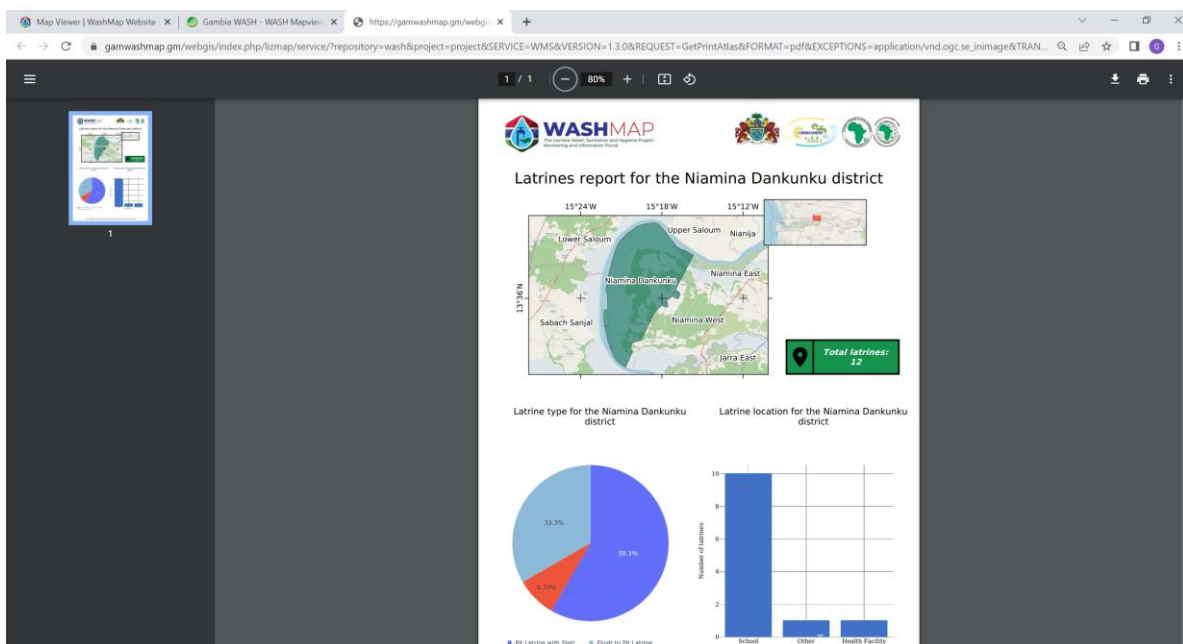 Map Viewer | WashMap Website
Gambia WASH - WASH Mapview
https://gamwashmap.gm/webgi
gamwashmap.gm/webgis/index.php/lizmap/service/?repository=wash&project=project&SERVICE=WMS&VERSION=1.3.0&REQUEST=GetPrintAtlas&FORMAT=pdf&EXCEPTIONS=application/vnd.ogc.se_inimage&TRAN...
G
1 / 1
80%
1
WASHMAP
The Gambia Water, Sanitation and Hygiene Project
Monitoring and Information Portal
Latrines report for the Niamina Dankunku district
15°24'W 15°18'W 15°12'W
13°36'N
Lower Saloum
Upper Saloum
Nianija
Niamina Dankunku
Niamina East
Sabach Sanjal
Niamina West
Jarra East
Total latrines:
12
Latrine type for the Niamina Dankunku
district
Latrine location for the Niamina Dankunku
district
33.3%
58.3%
8.33%
Pit Latrine with Slab
Flush to Pit Latrine
Number of latrines
10
8
6
4
2
0
School
Other
Health Facility